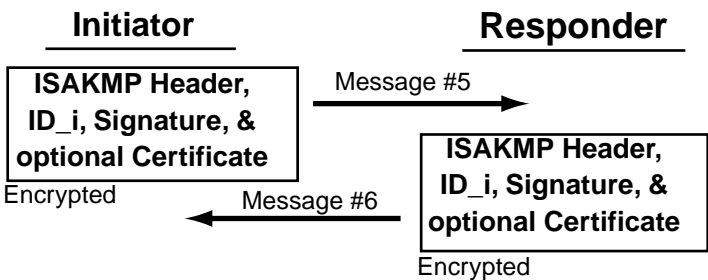 Initiator
Responder
ISAKMP Header,
ID_i, Signature, &
optional Certificate
Encrypted
Message #5
ISAKMP Header,
ID_i, Signature, &
optional Certificate
Encrypted
Message #6